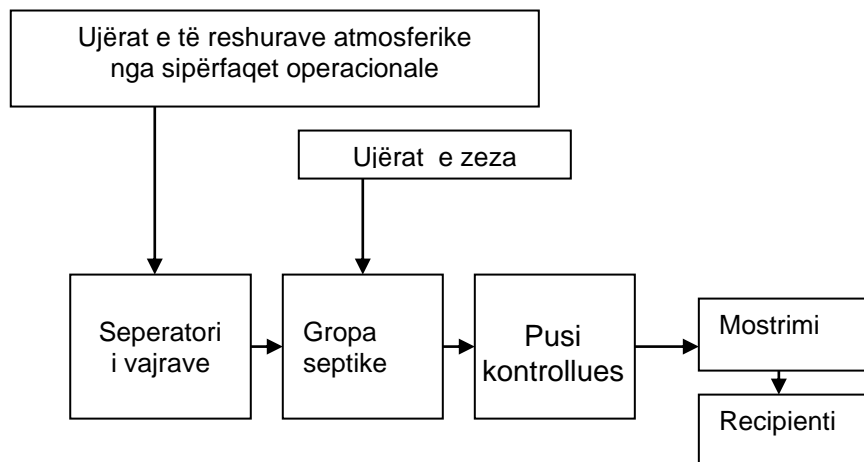 Ujërat e të reshurave atmosferike
nga sipërfaqet operacionale
Ujërat e zeza
Seperatori
i vajrave
Gropa
septike
Pusi
kontrollues
Mostrimi
Recipienti